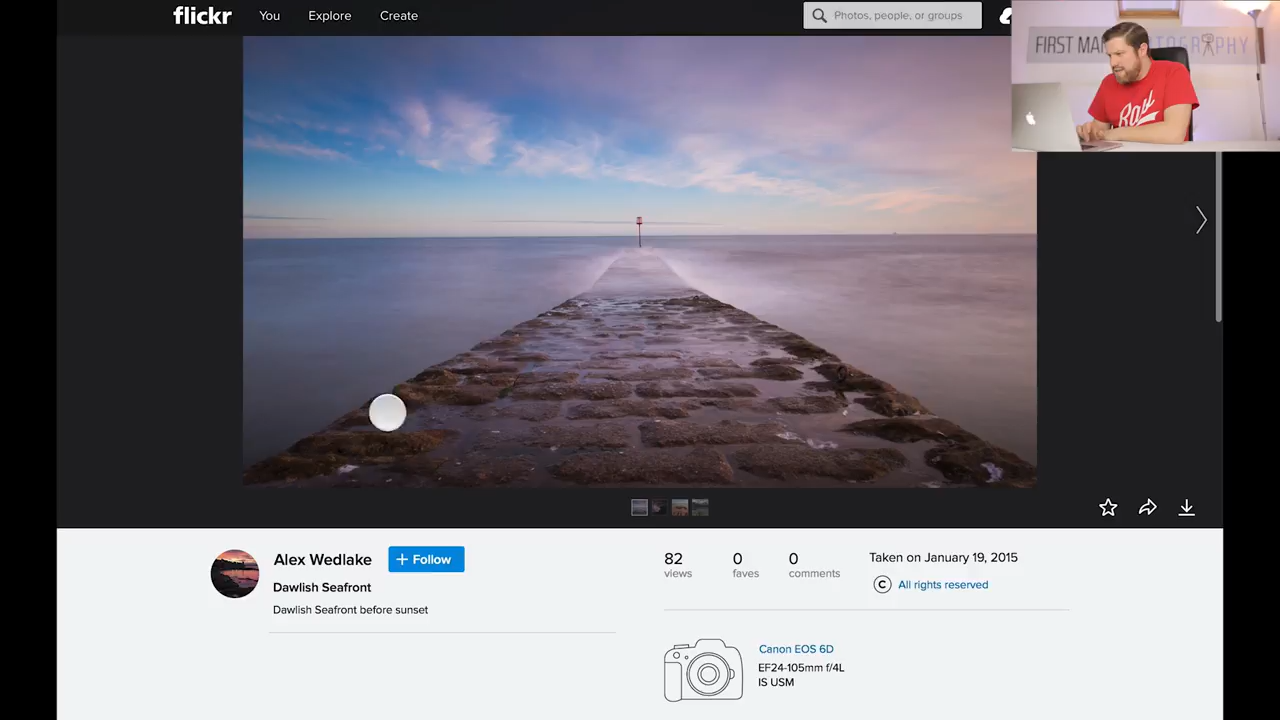 flickr
You
Explore
Create
Photos, people, or groups
FIRST MA
Alex Wedlake
+ Follow
Dawlish Seafront
Dawlish Seafront before sunset
82
views
0
faves
0
comments
Taken on January 19, 2015
All rights reserved
Canon EOS 6D
EF24-105mm f/4L
IS USM